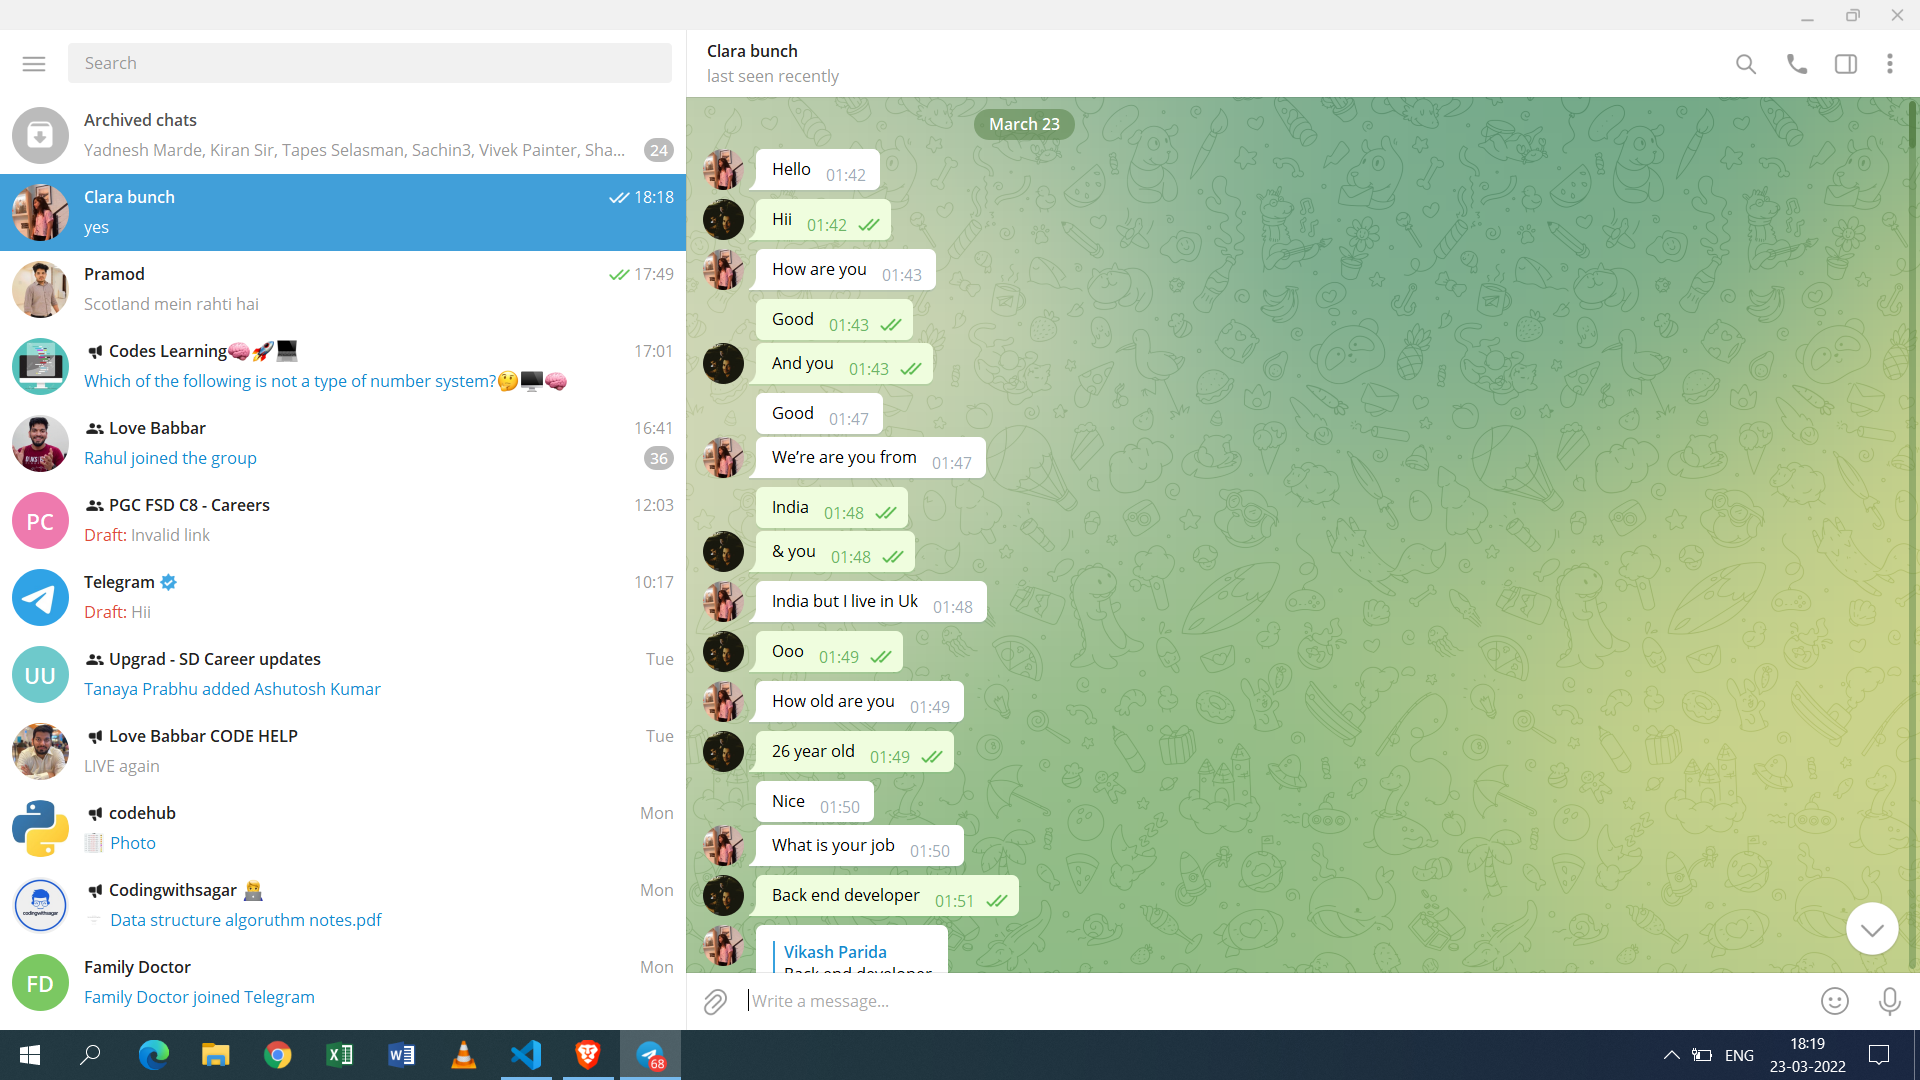 Search
Archived chats
Yadnesh Marde, Kiran Sir, Tapes Selasman, Sachin3, Vivek Painter, Sha... 24
Clara bunch 18:18
yes
Pramod 17:49
Scotland mein rahti hai
Codes Learning🧠🚀💻 17:01
Which of the following is not a type of number system?🤔🖥️🧠
Love Babbar 16:41
Rahul joined the group 36
PC
PGC FSD C8 - Careers 12:03
Draft: Invalid link
Telegram 10:17
Draft: Hii
UU
Upgrad - SD Career updates Tue
Tanaya Prabhu added Ashutosh Kumar
Love Babbar CODE HELP Tue
LIVE again
codehub Mon
Photo
codingwithsagar
Codingwithsagar 👨‍💻 Mon
Data structure algoruthm notes.pdf
FD
Family Doctor Mon
Family Doctor joined Telegram
Clara bunch
last seen recently
March 23
Hello 01:42
Hii 01:42
How are you 01:43
Good 01:43
And you 01:43
Good 01:47
We’re are you from 01:47
India 01:48
& you 01:48
India but I live in Uk 01:48
Ooo 01:49
How old are you 01:49
26 year old 01:49
Nice 01:50
What is your job 01:50
Back end developer 01:51
Vikash Parida
Back end developer
Write a message...
68
ENG
18:19
23-03-2022